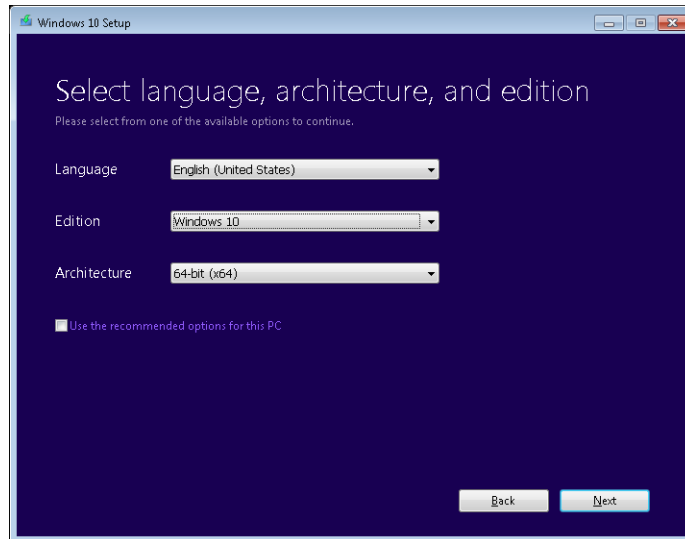 Windows 10 Setup
Select language, architecture, and edition
Please select from one of the available options to continue.
Language English (United States)
Edition Windows 10
Architecture 64-bit (x64)
Use the recommended options for this PC
Back Next